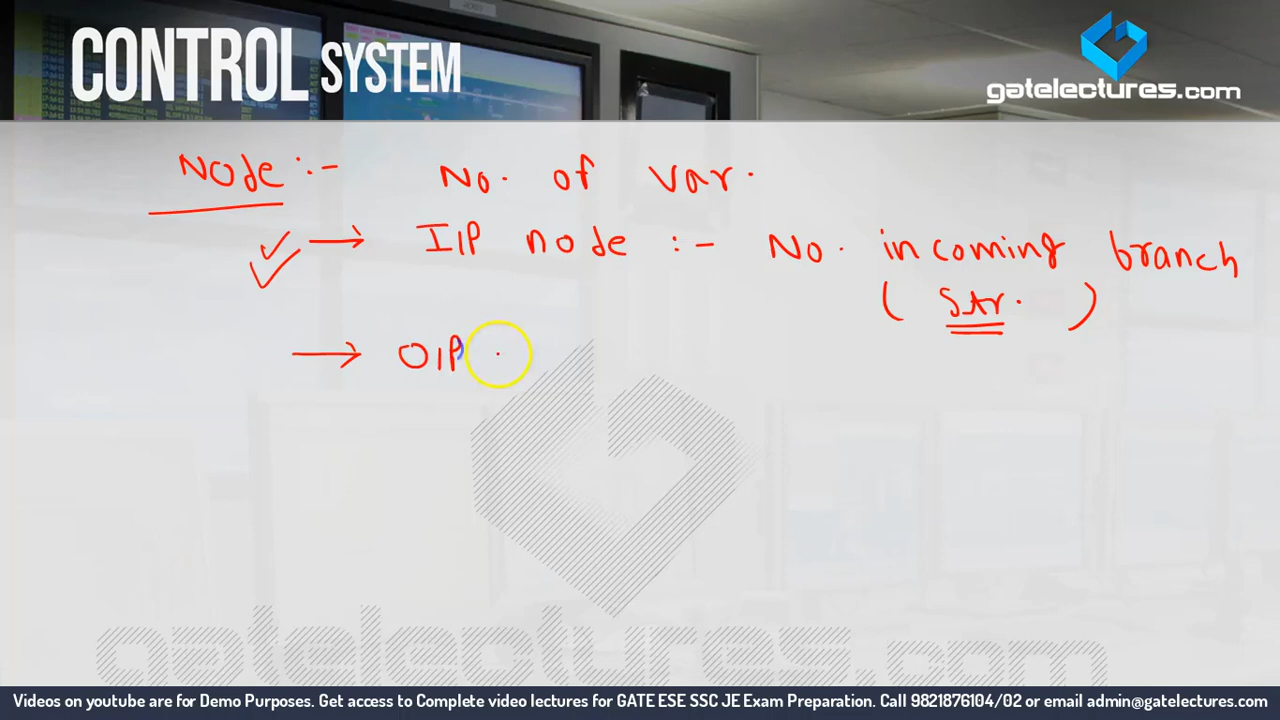 CONTROL SYSTEM
gatelectures.com
Node :- No. of var.
→ I/P node :- No. incoming branch
( )
→ O/P
gatelectures.com
Videos on youtube are for Demo Purposes. Get access to Complete video lectures for GATE ESE SSC JE Exam Preparation. Call 9821876104/02 or email admin@gatelectures.com